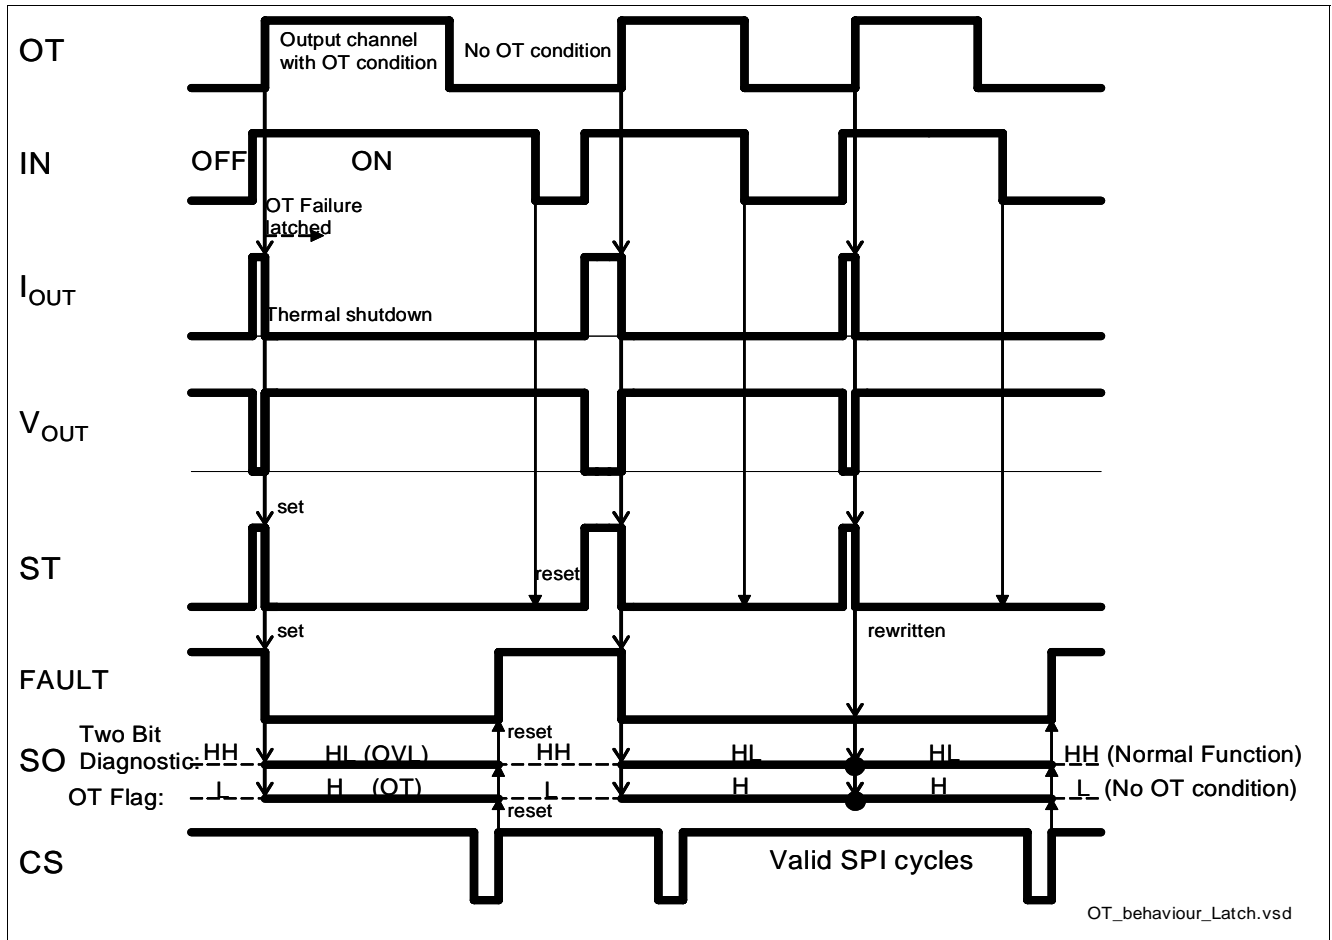 OT
Output channel
with OT condition
No OT condition
IN
OFF
ON
OT Failure
latched
IOUT
Thermal shutdown
VOUT
set
ST
reset
set
rewritten
FAULT
reset
SO
Two Bit
Diagnostic:
HH
HL (OVL)
HH
HL
HL
HH (Normal Function)
OT Flag:
L
H (OT)
L
H
H
L (No OT condition)
reset
CS
Valid SPI cycles
OT_behaviour_Latch.vsd